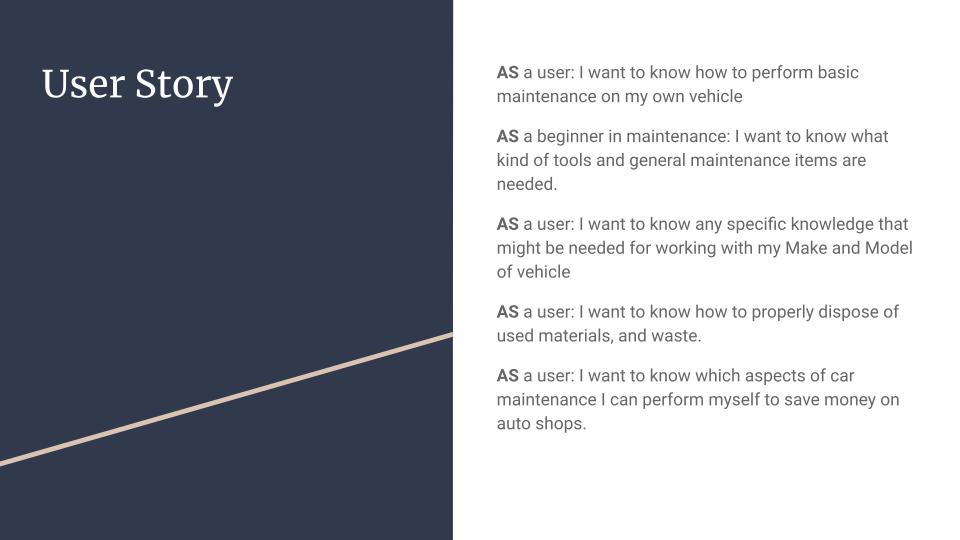 User Story
AS a user: I want to know how to perform basic
maintenance on my own vehicle
AS a beginner in maintenance: I want to know what
kind of tools and general maintenance items are
needed.
AS a user: I want to know any specific knowledge that
might be needed for working with my Make and Model
of vehicle
AS a user: I want to know how to properly dispose of
used materials, and waste.
AS a user: I want to know which aspects of car
maintenance I can perform myself to save money on
auto shops.